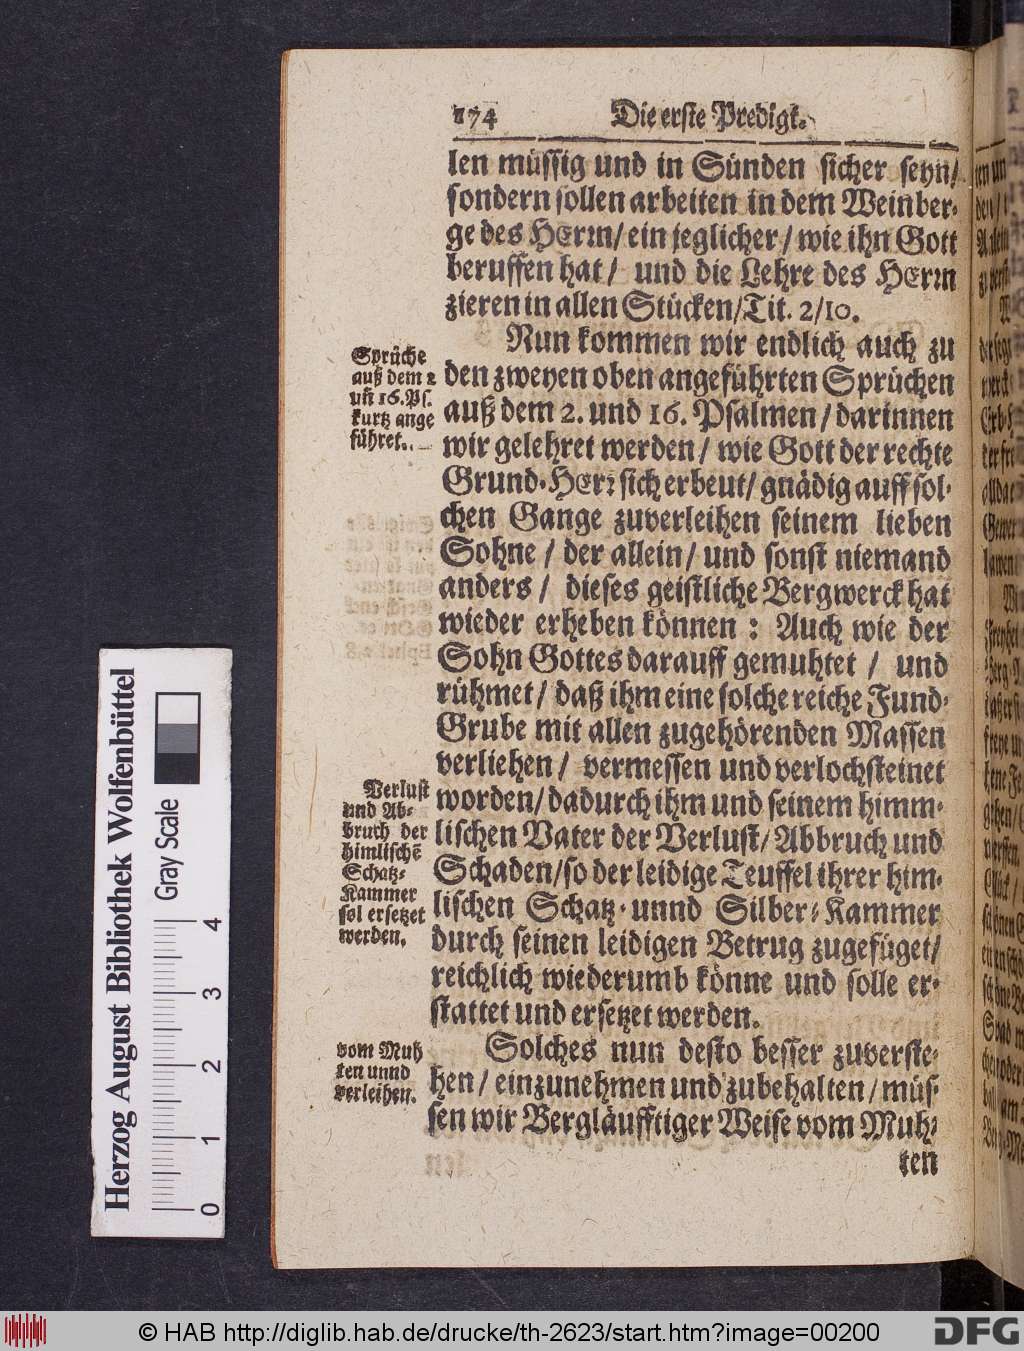 174 Die erste Predigt.
len müssig und in Sünden sicher seyn/
sondern sollen arbeiten in dem Weinber-
ge des HErrn/ ein jeglicher/ wie ihn Gott
beruffen hat/ und die Lehre des HErrn
zieren in allen Stücken/Tit. 2/10.
Sprüche
auß dem 2
uñ 16. Ps.
kurtz ange
führet.
Nun kommen wir endlich auch zu
den zweyen oben angeführten Sprüchen
auß dem 2. und 16. Psalmen/ darinnen
wir gelehret werden/ wie Gott der rechte
Grund-HErr sich erbeut/ gnädig auff sol-
chen Gange zuverleihen seinem lieben
Sohne/ der allein/ und sonst niemand
anders/ dieses geistliche Bergwerck hat
wieder erheben können: Auch wie der
Sohn Gottes darauff gemuhtet/ und
rühmet/ daß ihm eine solche reiche Fund-
Grube mit allen zugehörenden Massen
verliehen/ vermessen und verlochsteinet
worden/ dadurch ihm und seinem himm-
lischen Vater der Verlust/ Abbruch und
Schaden/ so der leidige Teuffel ihrer him-
lischen Schatz- unnd Silber-Kammer
durch seinen leidigen Betrug zugefüget/
reichlich wiederumb könne und solle er-
stattet und ersetzet werden.
Verlust
und Ab-
bruch der
himlischē
Schatz-
Kammer
sol ersetzet
werden.
Solches nun desto besser zuverste-
hen/ einzunehmen und zubehalten/ müs-
sen wir Bergläufftiger Weise vom Muh-
ten
vom Muh
ten unnd
verleihen.
Herzog August Bibliothek Wolfenbüttel
Gray Scale
0 1 2 3 4
© HAB http://diglib.hab.de/drucke/th-2623/start.htm?image=00200
DFG